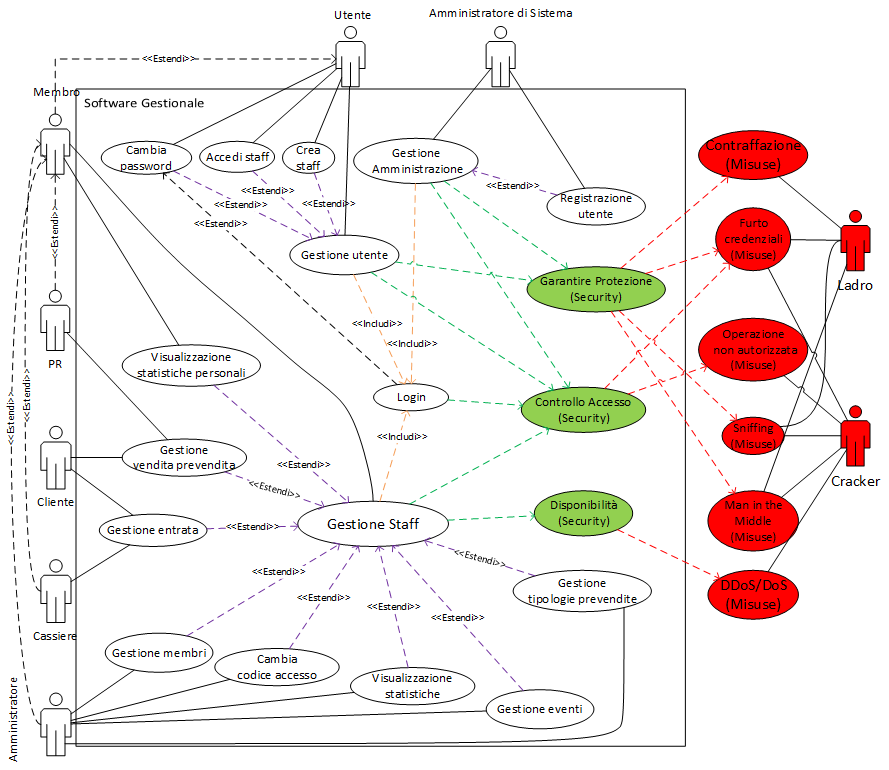 Utente
Amministratore di Sistema
<<Estendi>>
Membro
Software Gestionale
Cambia
password
Accedi staff
Crea
staff
Gestione
Amministrazione
Contraffazione
(Misuse)
<<Estendi>>
<<Estendi>>
<<Estendi>>
<<Estendi>>
<<Estendi>>
Registrazione
utente
<<Estendi>>
Furto
credenziali
(Misuse)
Gestione utente
Garantire Protezione
(Security)
Ladro
<<Includi>>
<<Includi>>
PR
Visualizzazione
statistiche personali
Operazione
non autorizzata
(Misuse)
<<Estendi>>
<<Estendi>>
Login
Controllo Accesso
(Security)
<<Includi>>
Sniffing
(Misuse)
Cracker
Gestione
vendita prevendita
<<Estendi>>
<<Estendi>>
Cliente
Gestione entrata
<<Estendi>>
Gestione Staff
Disponibilità
(Security)
Man in the
Middle
(Misuse)
<<Estendi>>
<<Estendi>>
Gestione
tipologie prevendite
DDoS/DoS
(Misuse)
<<Estendi>>
<<Estendi>>
<<Estendi>>
Cassiere
Gestione membri
Cambia
codice accesso
Visualizzazione
statistiche
Gestione eventi
Amministratore